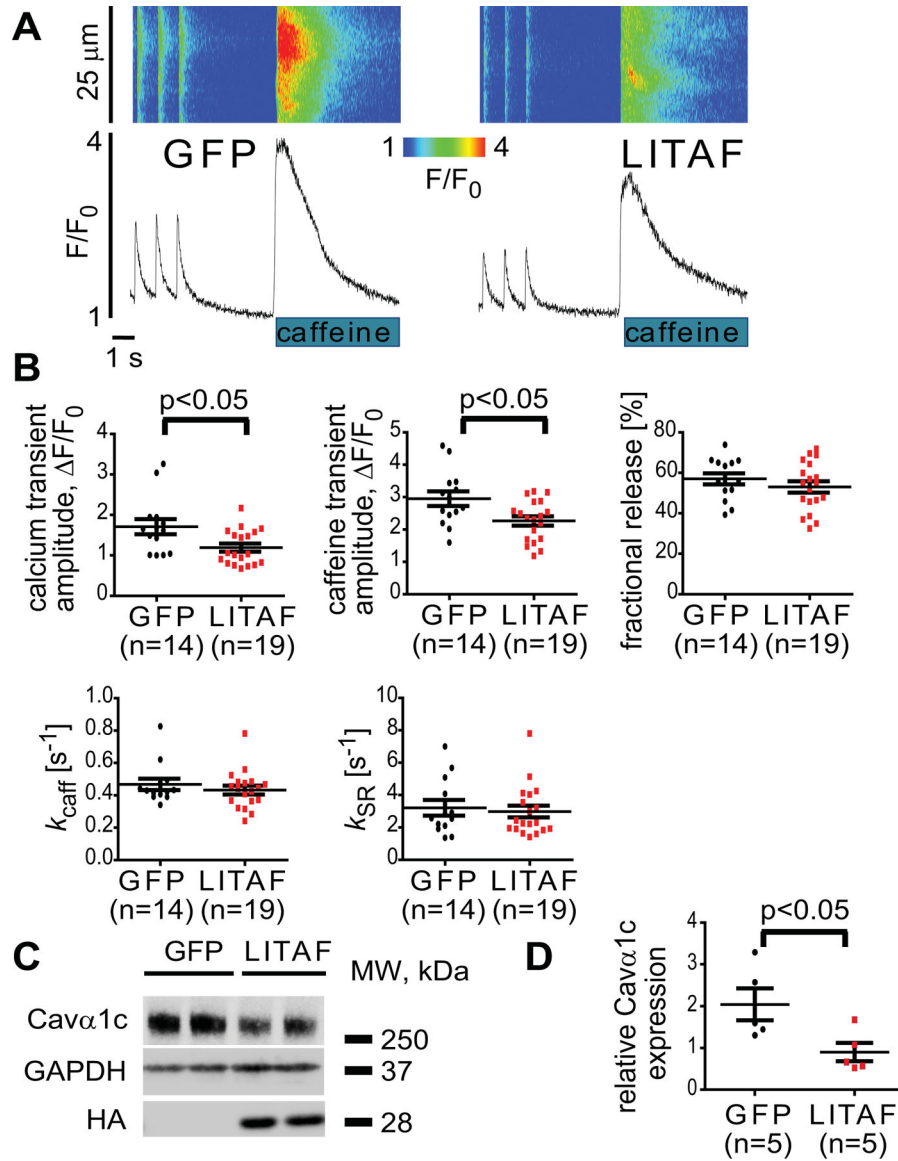 A
25 μm
GFP
1 4
F/F0
LITAF
4
F/F0
1
caffeine
caffeine
1 s
B
p<0.05
calcium transient
amplitude, ΔF/F0
4
3
2
1
0
GFP LITAF
(n=14) (n=19)
p<0.05
caffeine transient
amplitude, ΔF/F0
5
4
3
2
1
0
GFP LITAF
(n=14) (n=19)
fractional release [%]
80
60
40
20
0
GFP LITAF
(n=14) (n=19)
kcaff [s-1]
1.0
0.8
0.6
0.4
0.2
0.0
GFP LITAF
(n=14) (n=19)
kSR [s-1]
10
8
6
4
2
0
GFP LITAF
(n=14) (n=19)
C
GFP LITAF
MW, kDa
Cavα1c
250
GAPDH
37
HA
28
D
p<0.05
relative Cavα1c
expression
4
3
2
1
0
GFP LITAF
(n=5) (n=5)